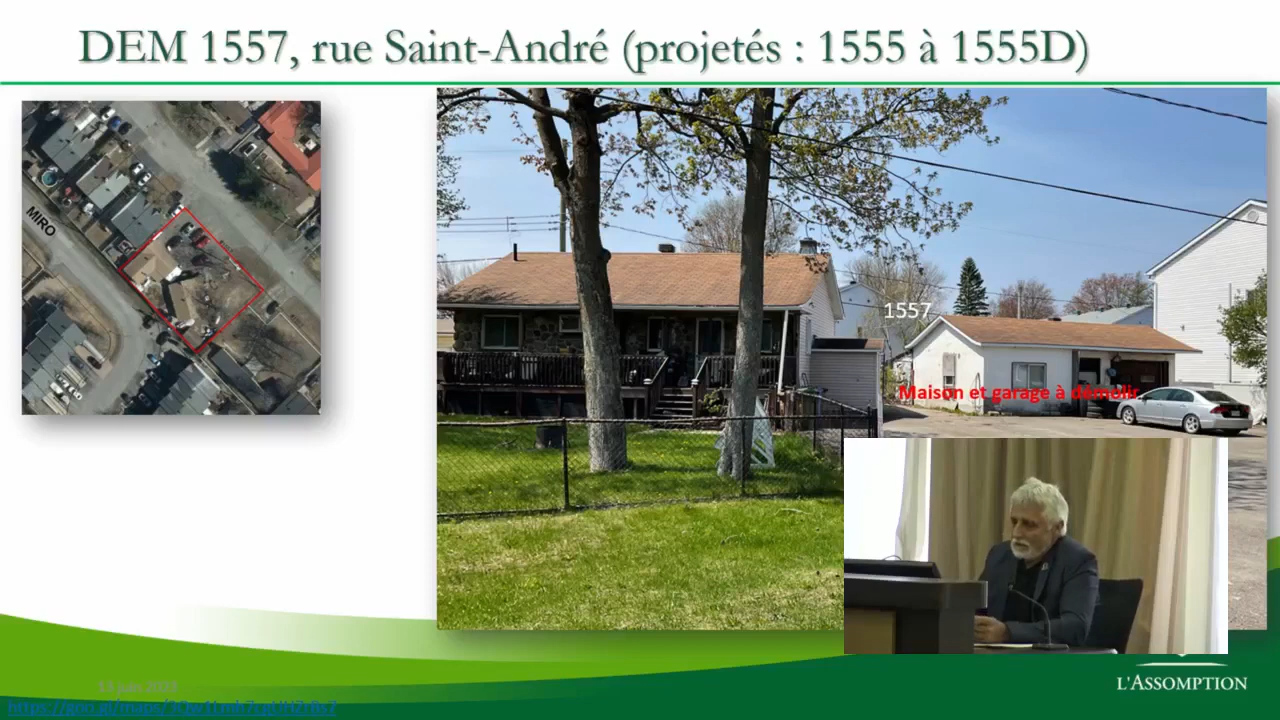 DEM 1557, rue Saint-André (projetés : 1555 à 1555D)
MIRO
1557
Maison et garage à démolir
L'ASSOMPTION